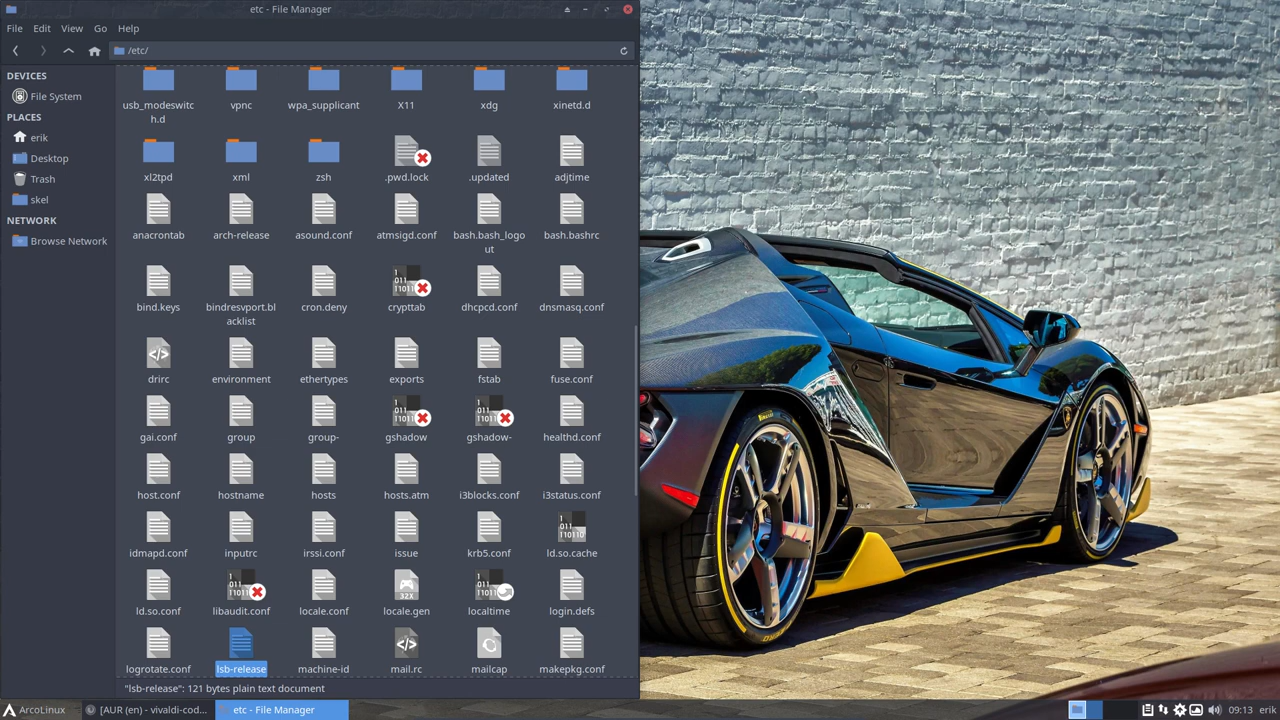 etc - File Manager
File Edit View Go Help
/etc/
DEVICES
File System
PLACES
erik
Desktop
Trash
skel
NETWORK
Browse Network
usb_modeswitc
h.d
vpnc
wpa_supplicant
X11
xdg
xinetd.d
xl2tpd
xml
zsh
.pwd.lock
.updated
adjtime
anacrontab
arch-release
asound.conf
atmsigd.conf
bash.bash_logo
ut
bash.bashrc
bind.keys
bindresvport.bl
acklist
cron.deny
crypttab
dhcpcd.conf
dnsmasq.conf
drirc
environment
ethertypes
exports
fstab
fuse.conf
gai.conf
group
group-
gshadow
gshadow-
healthd.conf
host.conf
hostname
hosts
hosts.atm
i3blocks.conf
i3status.conf
idmapd.conf
inputrc
irssi.conf
issue
krb5.conf
ld.so.cache
ld.so.conf
libaudit.conf
locale.conf
32X
locale.gen
localtime
login.defs
logrotate.conf
lsb-release
machine-id
mail.rc
mailcap
makepkg.conf
"lsb-release": 121 bytes plain text document
ArcoLinux
[AUR (en) - vivaldi-cod...
etc - File Manager
09:13 erik